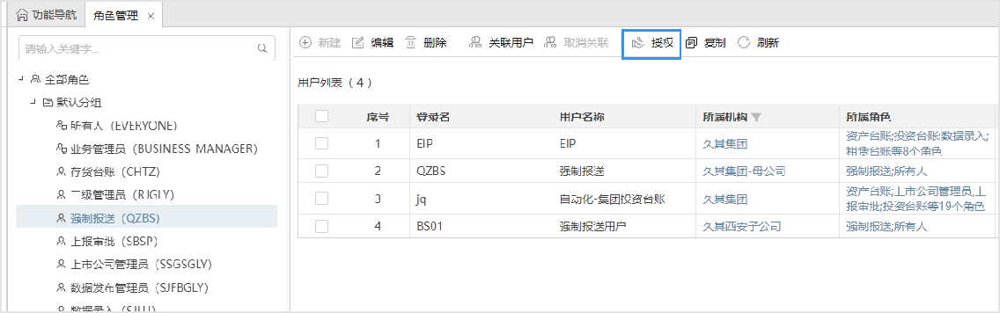 功能导航 角色管理
请输入关键字...
新建 编辑 删除 关联用户 取消关联 授权 复制 刷新
全部角色
默认分组
所有人（EVERYONE）
业务管理员（BUSINESS_MANAGER）
存货台账（CHTZ）
二级管理员（RJGLY）
强制报送（QZBS）
上报审批（SBSP）
上市公司管理员（SSGSGLY）
数据发布管理员（SJFBGLY）
数据录入（SJLU）
用户列表（4）
序号 登录名 用户名称 所属机构 所属角色
1 EIP EIP 久其集团 资产台账;投资台账;数据录入;
租赁台账等8个角色
2 QZBS 强制报送 久其集团-母公司 强制报送;所有人
3 jq 自动化-集团投资台账 久其集团 资产台账;上市公司管理员;上
报审批;投资台账等19个角色
4 BS01 强制报送用户 久其西安子公司 强制报送;所有人